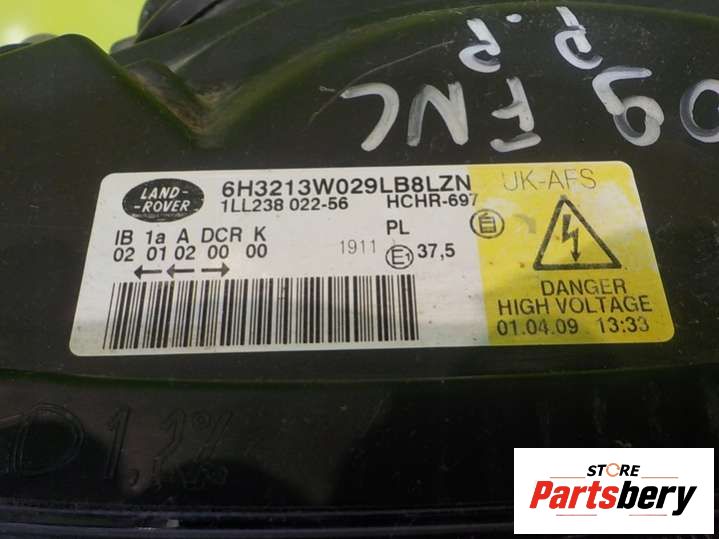 P.P
09 FNC
LAND-
ROVER
6H3213W029LB8LZN
UK-AFS
1LL238 022-56 HCHR-697
IB 1a A DCR K
PL
02 01 02 00 00
1911 E1 37,5
DANGER
HIGH VOLTAGE
01.04.09 13:33
STORE
Partsbery